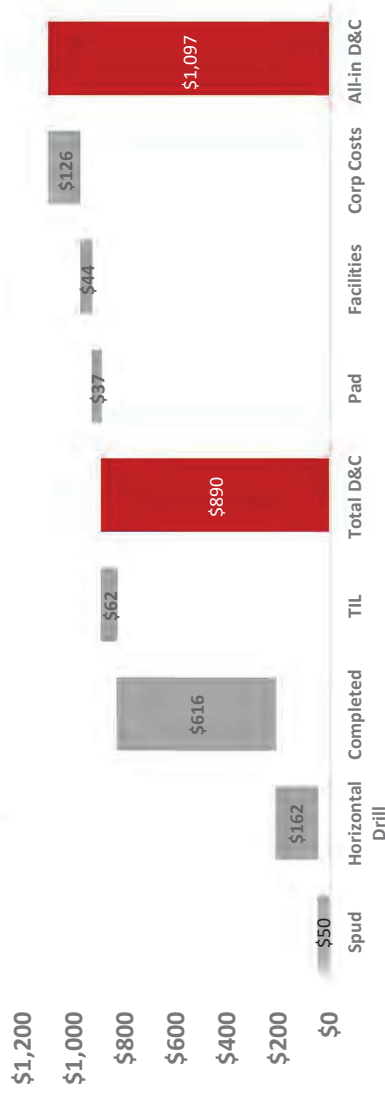 $1,200
$1,000
$800
$600
$400
$200
$0
$50
$162
$616
$62
$890
$37
$44
$126
$1,097
Spud
Horizontal
Drill
Completed
TIL
Total D&C
Pad
Facilities
Corp Costs
All-in D&C